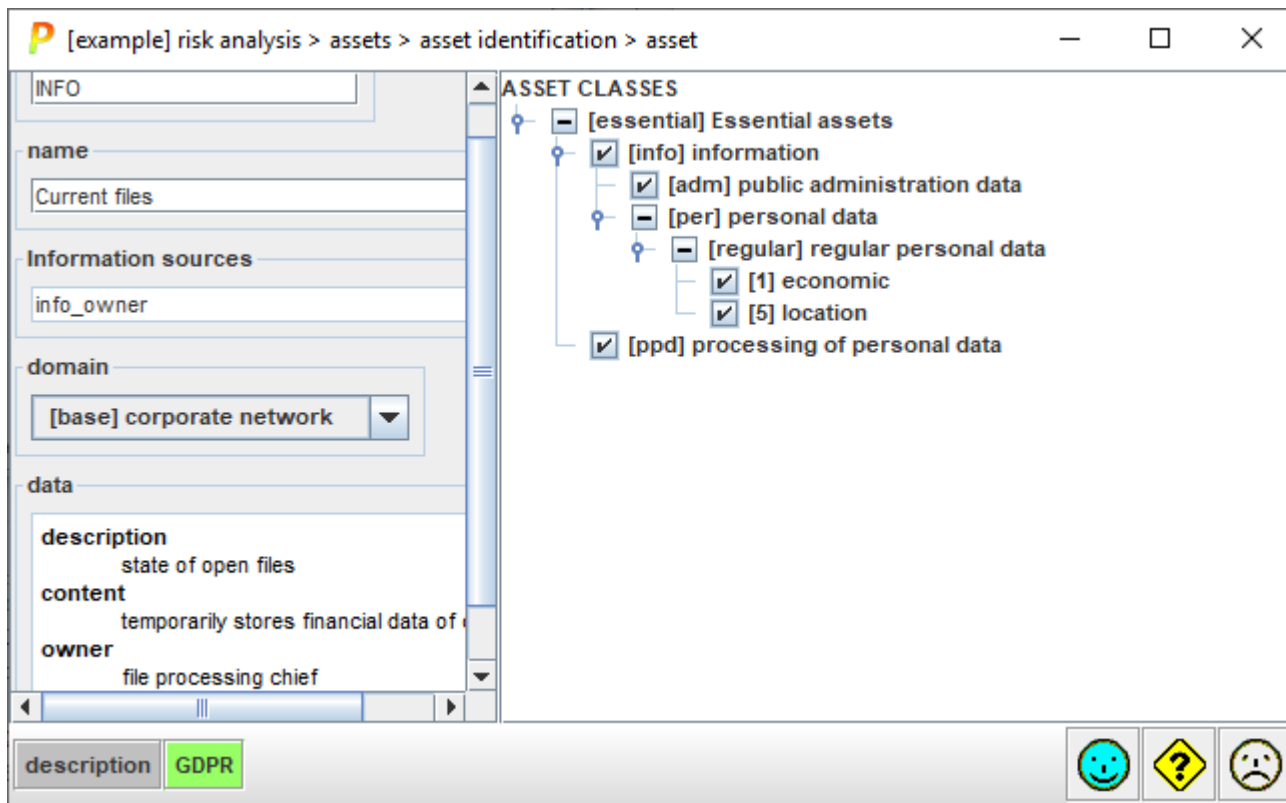 [example] risk analysis > assets > asset identification > asset
INFO
name
Current files
Information sources
info_owner
domain
[base] corporate network
data
description
state of open files
content
temporarily stores financial data of
owner
file processing chief
ASSET CLASSES
[essential] Essential assets
[info] information
[adm] public administration data
[per] personal data
[regular] regular personal data
[1] economic
[5] location
[ppd] processing of personal data
description
GDPR
?